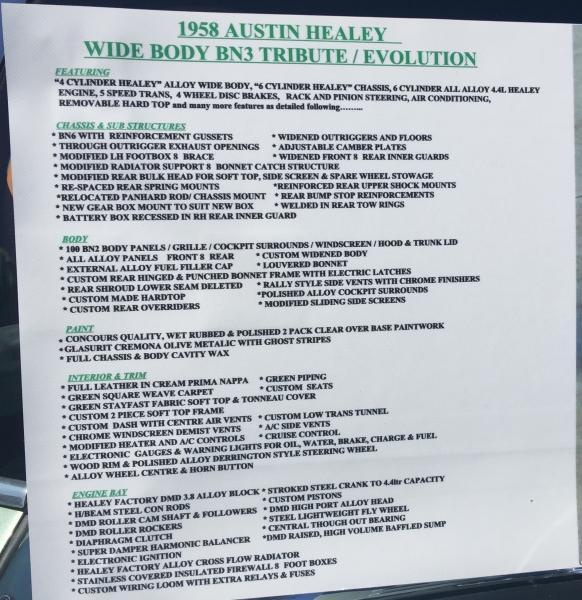 1958 AUSTIN HEALEY
WIDE BODY BN3 TRIBUTE / EVOLUTION
FEATURING
"4 CYLINDER HEALEY" ALLOY WIDE BODY, "6 CYLINDER HEALEY" CHASSIS, 6 CYLINDER ALL ALLOY 4.4L HEALEY
ENGINE, 5 SPEED TRANS, 4 WHEEL DISC BRAKES, RACK AND PINION STEERING, AIR CONDITIONING,
REMOVABLE HARD TOP and many more features as detailed following.........
CHASSIS & SUB STRUCTURES
* BN6 WITH REINFORCEMENT GUSSETS * WIDENED OUTRIGGERS AND FLOORS
* THROUGH OUTRIGGER EXHAUST OPENINGS * ADJUSTABLE CAMBER PLATES
* MODIFIED LH FOOTBOX & BRACE * WIDENED FRONT & REAR INNER GUARDS
* MODIFIED RADIATOR SUPPORT & BONNET CATCH STRUCTURE
* MODIFIED REAR BULK HEAD FOR SOFT TOP, SIDE SCREEN & SPARE WHEEL STOWAGE
* RE-SPACED REAR SPRING MOUNTS *REINFORCED REAR UPPER SHOCK MOUNTS
*RELOCATED PANHARD ROD/ CHASSIS MOUNT * REAR BUMP STOP REINFORCEMENTS
* NEW GEAR BOX MOUNT TO SUIT NEW BOX * WELDED IN REAR TOW RINGS
* BATTERY BOX RECESSED IN RH REAR INNER GUARD
BODY
* 100 BN2 BODY PANELS / GRILLE / COCKPIT SURROUNDS / WINDSCREEN / HOOD & TRUNK LID
* ALL ALLOY PANELS FRONT & REAR * CUSTOM WIDENED BODY
* EXTERNAL ALLOY FUEL FILLER CAP * LOUVERED BONNET
* CUSTOM REAR HINGED & PUNCHED BONNET FRAME WITH ELECTRIC LATCHES
* REAR SHROUD LOWER SEAM DELETED * RALLY STYLE SIDE VENTS WITH CHROME FINISHERS
* CUSTOM MADE HARDTOP *POLISHED ALLOY COCKPIT SURROUNDS
* CUSTOM REAR OVERRIDERS * MODIFIED SLIDING SIDE SCREENS
PAINT
* CONCOURS QUALITY, WET RUBBED & POLISHED 2 PACK CLEAR OVER BASE PAINTWORK
*GLASURIT CREMONA OLIVE METALIC WITH GHOST STRIPES
* FULL CHASSIS & BODY CAVITY WAX
INTERIOR & TRIM
* FULL LEATHER IN CREAM PRIMA NAPPA * GREEN PIPING
* GREEN SQUARE WEAVE CARPET * CUSTOM SEATS
* GREEN STAYFAST FABRIC SOFT TOP & TONNEAU COVER
* CUSTOM 2 PIECE SOFT TOP FRAME
* CUSTOM DASH WITH CENTRE AIR VENTS * CUSTOM LOW TRANS TUNNEL
* CHROME WINDSCREEN DEMIST VENTS * A/C SIDE VENTS
* MODIFIED HEATER AND A/C CONTROLS * CRUISE CONTROL
* ELECTRONIC GAUGES & WARNING LIGHTS FOR OIL, WATER, BRAKE, CHARGE & FUEL
* WOOD RIM & POLISHED ALLOY DERRINGTON STYLE STEERING WHEEL
* ALLOY WHEEL CENTRE & HORN BUTTON
ENGINE BAY
* HEALEY FACTORY DMD 3.8 ALLOY BLOCK * STROKED STEEL CRANK TO 4.4ltr CAPACITY
* H/BEAM STEEL CON RODS * CUSTOM PISTONS
* DMD ROLLER CAM SHAFT & FOLLOWERS * DMD HIGH PORT ALLOY HEAD
* DMD ROLLER ROCKERS * STEEL LIGHTWEIGHT FLY WHEEL
* DIAPHRAGM CLUTCH * CENTRAL THOUGH OUT BEARING
* SUPER DAMPER HARMONIC BALANCER *DMD RAISED, HIGH VOLUME BAFFLED SUMP
* ELECTRONIC IGNITION
* HEALEY FACTORY ALLOY CROSS FLOW RADIATOR
* STAINLESS COVERED INSULATED FIREWALL & FOOT BOXES
* CUSTOM WIRING LOOM WITH EXTRA RELAYS & FUSES